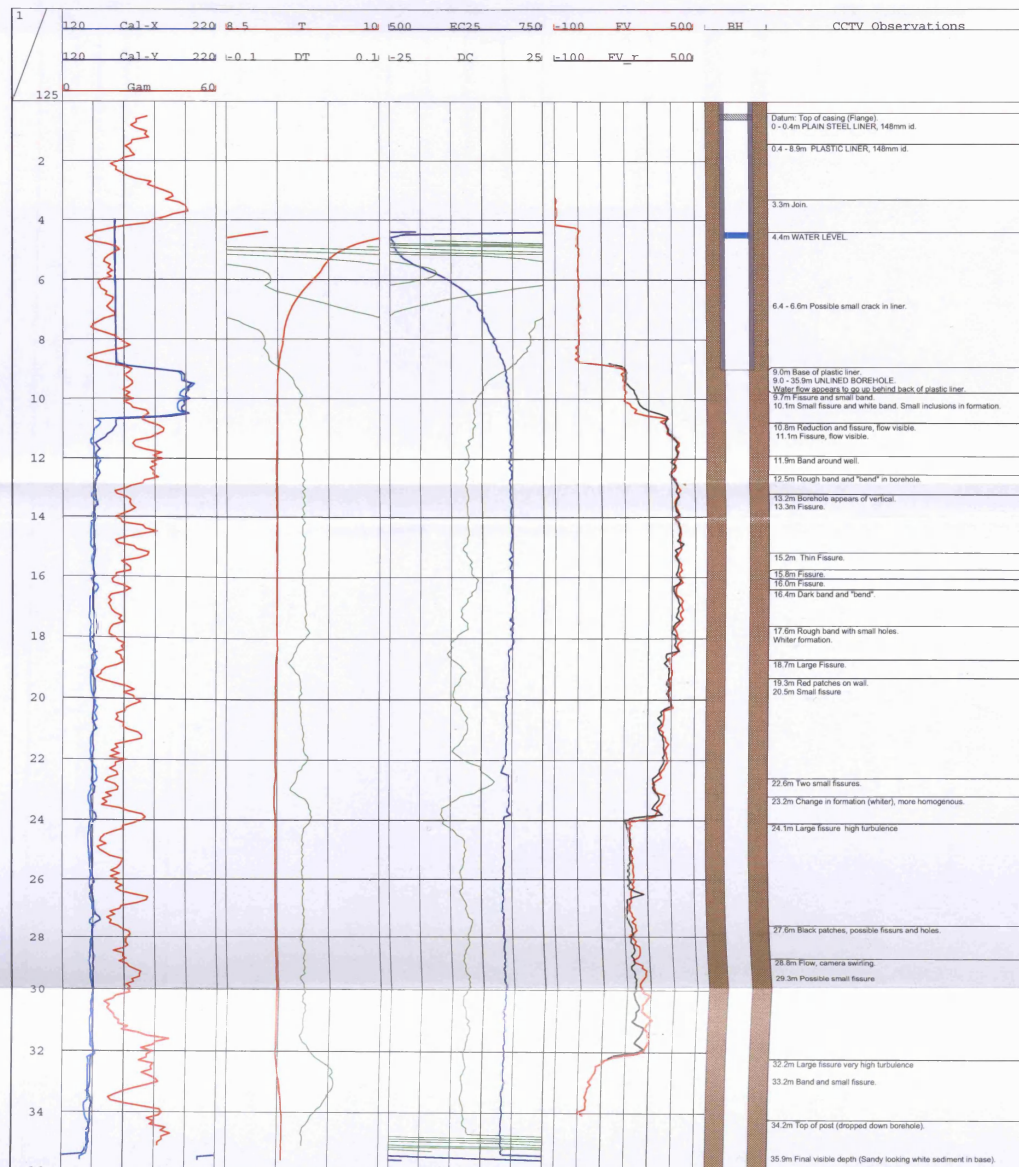 1
120 Cal-X 220 8.5 T 10 500 EC25 750 -100 FV 500 BH CCTV Observations
120 Cal-Y 220 -0.1 DT 0.1 -25 DC 25 -100 FV_r 500
0 Gam 60
125
Datum: Top of casing (Flange).
0 - 0.4m PLAIN STEEL LINER, 148mm id.
0.4 - 8.9m PLASTIC LINER, 148mm id.
2
3.3m Join.
4
4.4m WATER LEVEL.
6
6.4 - 6.6m Possible small crack in liner.
8
9.0m Base of plastic liner.
9.0 - 35.9m UNLINED BOREHOLE.
Water flow appears to go up behind back of plastic liner.
9.7m Fissure and small band.
10
10.1m Small fissure and white band. Small inclusions in formation.
10.8m Reduction and fissure, flow visible.
11.1m Fissure, flow visible.
12
11.9m Band around well.
12.5m Rough band and "bend" in borehole.
13.2m Borehole appears of vertical.
13.3m Fissure.
14
15.2m Thin Fissure.
15.8m Fissure.
16
16.0m Fissure.
16.4m Dark band and "bend".
17.6m Rough band with small holes.
Whiter formation.
18
18.7m Large Fissure.
19.3m Red patches on wall.
20.5m Small fissure
20
22
22.6m Two small fissures.
23.2m Change in formation (whiter), more homogenous.
24
24.1m Large fissure high turbulence
26
27.6m Black patches, possible fissurs and holes.
28
28.8m Flow, camera swirling.
29.3m Possible small fissure
30
32
32.2m Large fissure very high turbulence
33.2m Band and small fissure.
34
34.2m Top of post (dropped down borehole).
35.9m Final visible depth (Sandy looking white sediment in base).